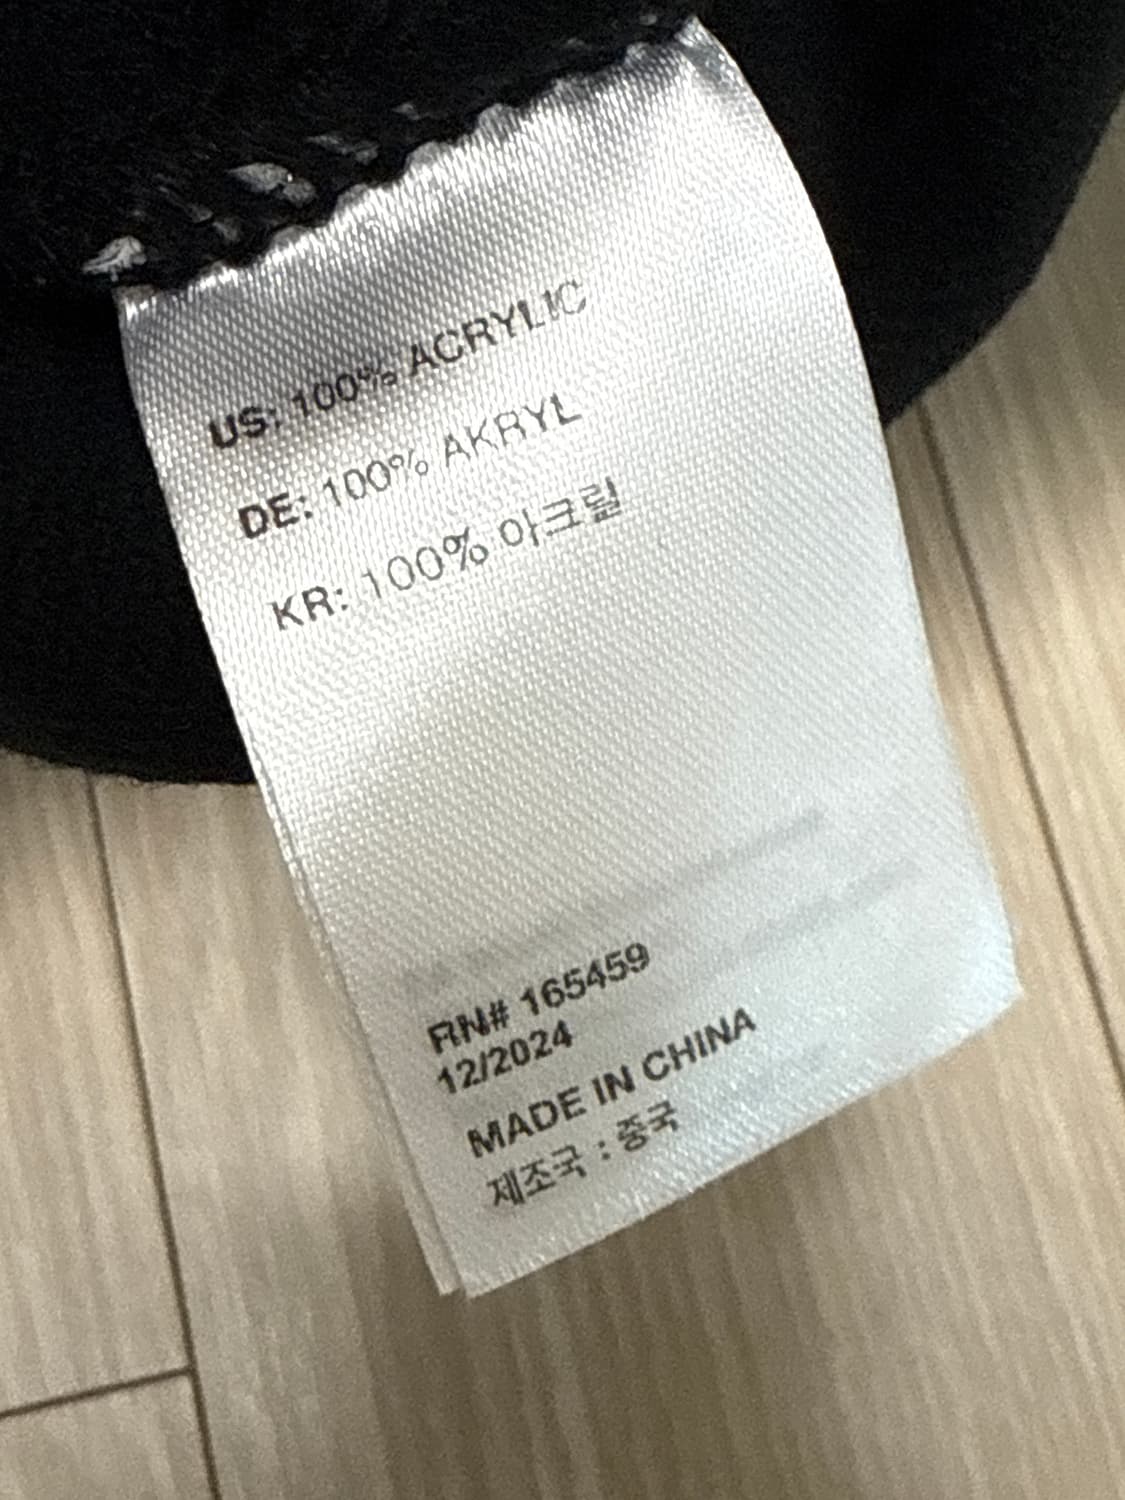 US: 100% ACRYLIC
DE: 100% AKRYL
KR: 100% 아크릴
RN# 165459
12/2024
MADE IN CHINA
제조국 : 중국